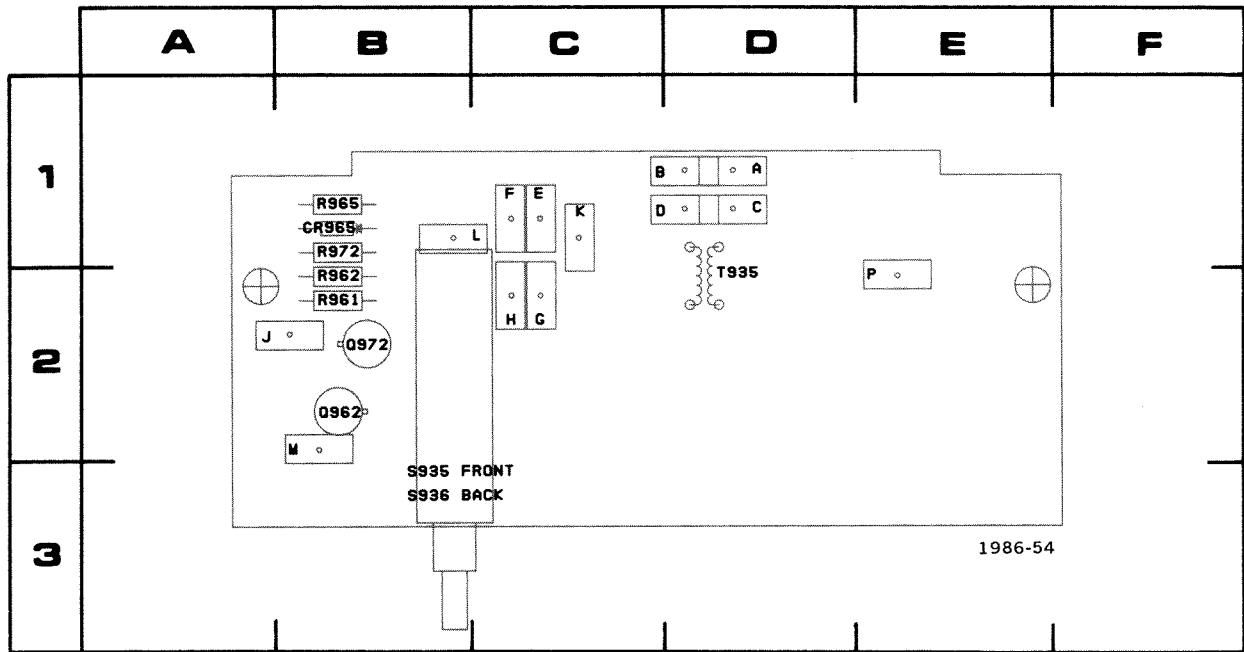 A B C D E F
1
B A
F E
K
D C
R965
CR965
L
R972
P
T935
R962
R961
H G
J
Q972
2
Q962
M
S935 FRONT
S936 BACK
1986-54
3